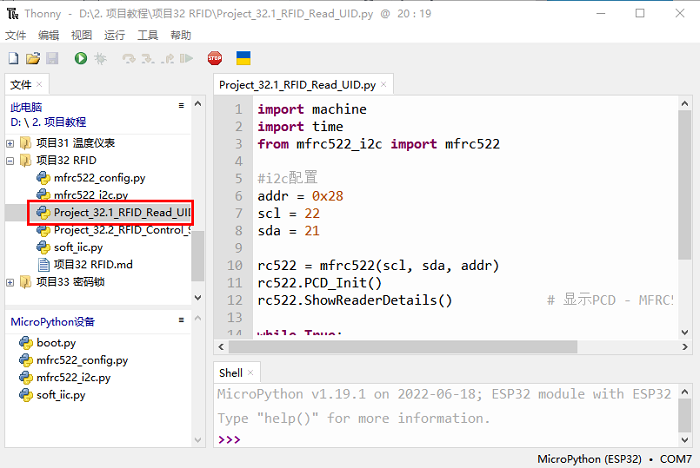 Thonny - D:\2. 项目教程\项目32 RFID\Project_32.1_RFID_Read_UID.py @ 20 : 19
文件 编辑 视图 运行 工具 帮助
STOP
文件 ×
此电脑
D: \ 2. 项目教程
项目31 温度仪表
项目32 RFID
mfrc522_config.py
mfrc522_i2c.py
Project_32.1_RFID_Read_UID
Project_32.2_RFID_Control_S
soft_iic.py
项目32 RFID.md
项目33 密码锁
MicroPython设备
boot.py
mfrc522_config.py
mfrc522_i2c.py
soft_iic.py
Project_32.1_RFID_Read_UID.py ×
1 import machine
2 import time
3 from mfrc522_i2c import mfrc522
4
5 #i2c配置
6 addr = 0x28
7 scl = 22
8 sda = 21
9
10 rc522 = mfrc522(scl, sda, addr)
11 rc522.PCD_Init()
12 rc522.ShowReaderDetails() # 显示PCD - MFRC5
13
14 while True:
Shell ×
MicroPython v1.19.1 on 2022-06-18; ESP32 module with ESP32
Type "help()" for more information.
>>>
MicroPython (ESP32) • COM7